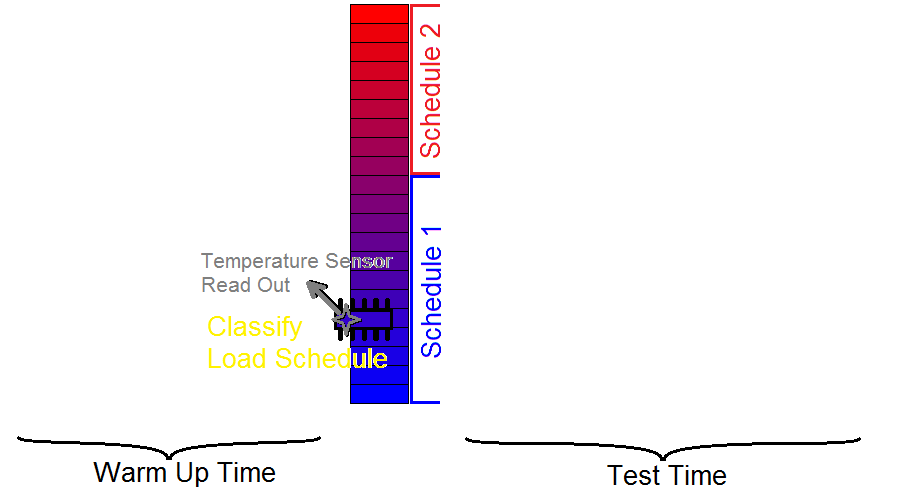 Schedule 2
Schedule 1
Temperature Sensor
Read Out
Classify
Load Schedule
Warm Up Time
Test Time